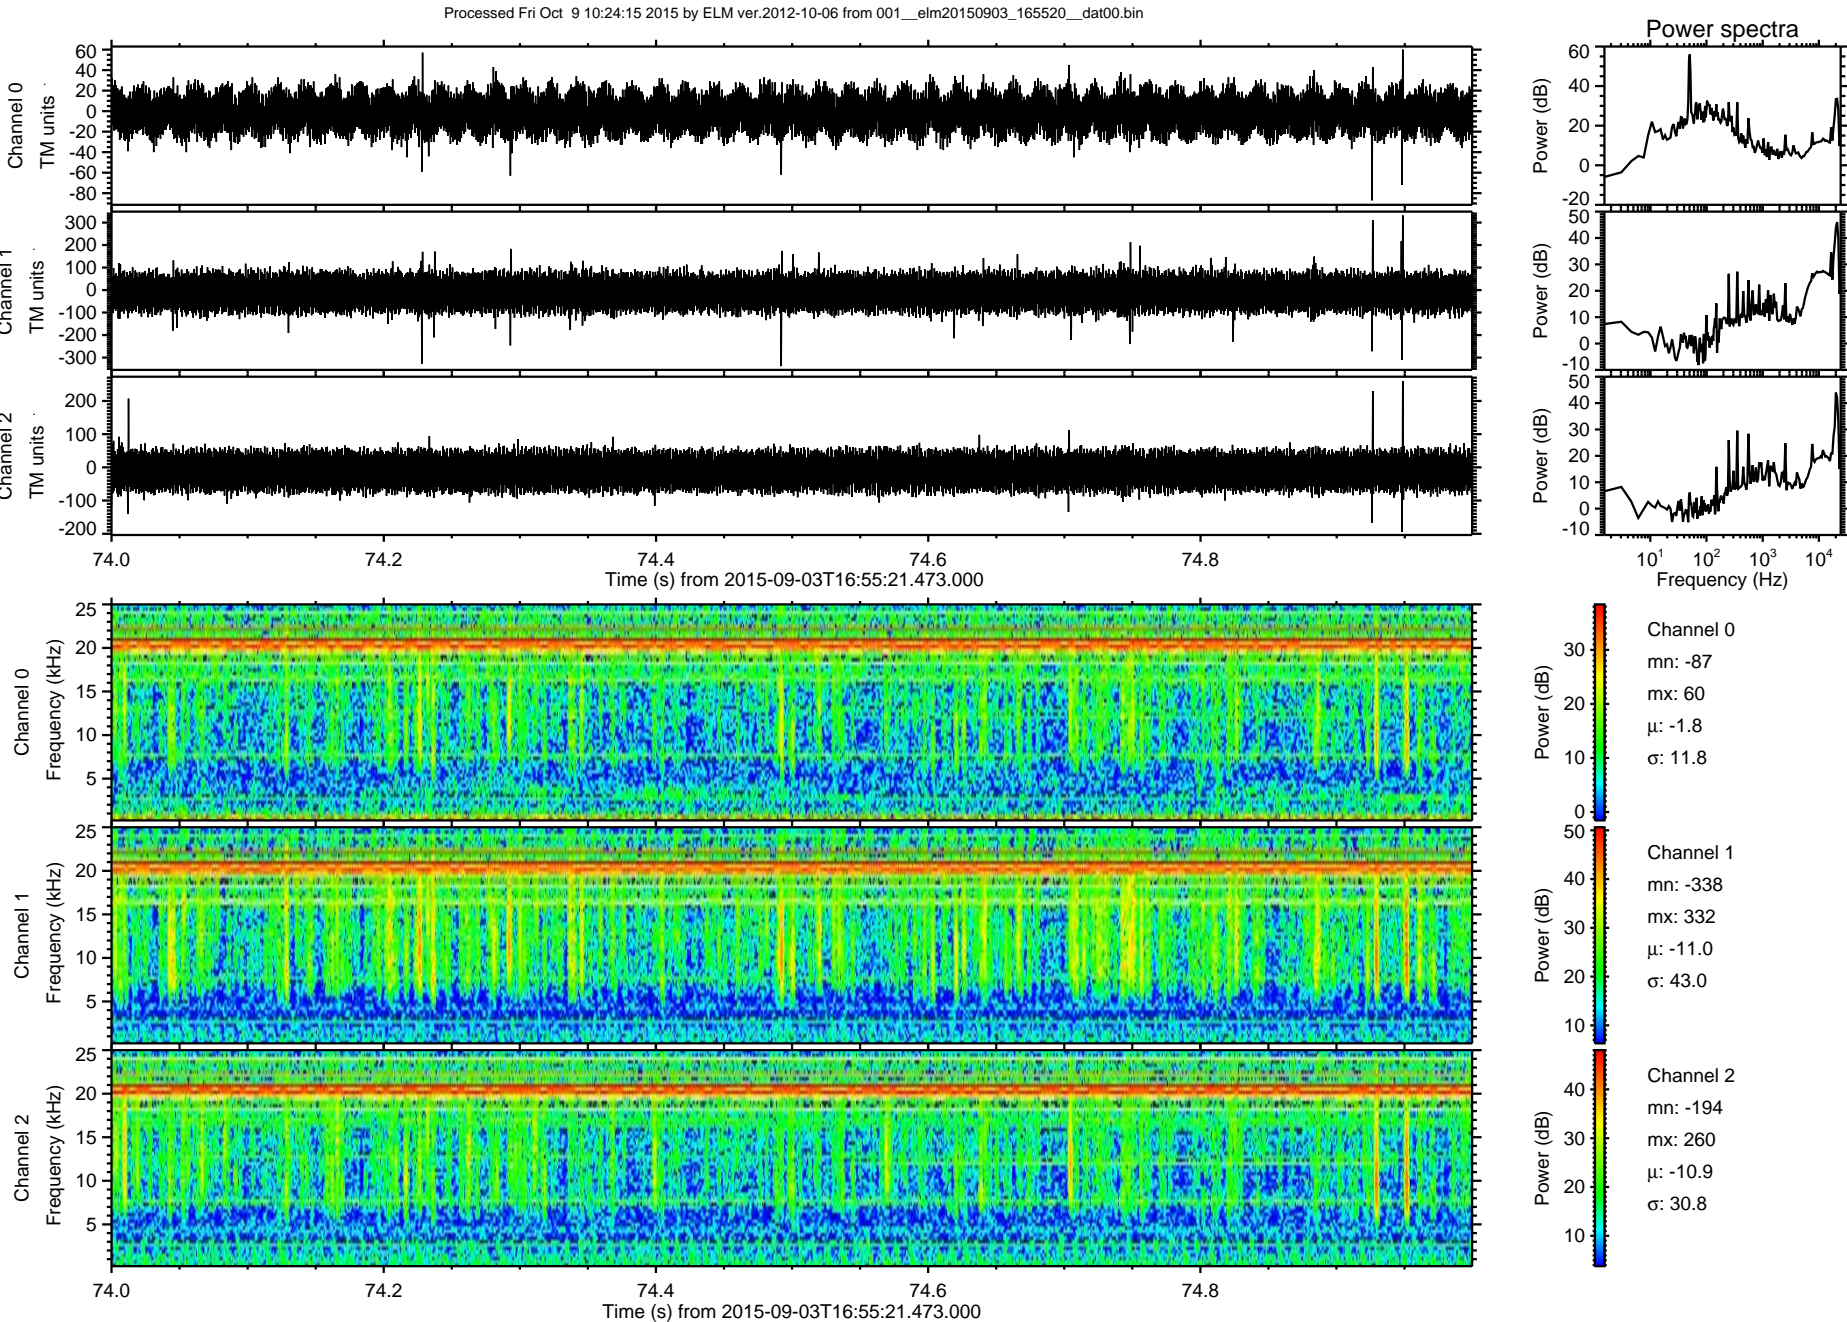 Processed Fri Oct  9 10:24:15 2015 by ELM ver.2012-10-06 from 001__elm20150903_165520__dat00.bin
Power spectra
Channel 0
TM units
60
40
20
0
-20
-40
-60
-80
Power (dB)
60
40
20
0
-20
Channel 1
TM units
300
200
100
0
-100
-200
-300
Power (dB)
50
40
30
20
10
0
-10
Channel 2
TM units
200
100
0
-100
-200
Power (dB)
50
40
30
20
10
0
-10
74.0 74.2 74.4 74.6 74.8
Time (s) from 2015-09-03T16:55:21.473.000
10^1 10^2 10^3 10^4
Frequency (Hz)
Channel 0
Frequency (kHz)
25
20
15
10
5
Power (dB)
30
20
10
0
Channel 0
mn: -87
mx: 60
μ: -1.8
σ: 11.8
Channel 1
Frequency (kHz)
25
20
15
10
5
Power (dB)
50
40
30
20
10
Channel 1
mn: -338
mx: 332
μ: -11.0
σ: 43.0
Channel 2
Frequency (kHz)
25
20
15
10
5
Power (dB)
40
30
20
10
Channel 2
mn: -194
mx: 260
μ: -10.9
σ: 30.8
74.0 74.2 74.4 74.6 74.8
Time (s) from 2015-09-03T16:55:21.473.000